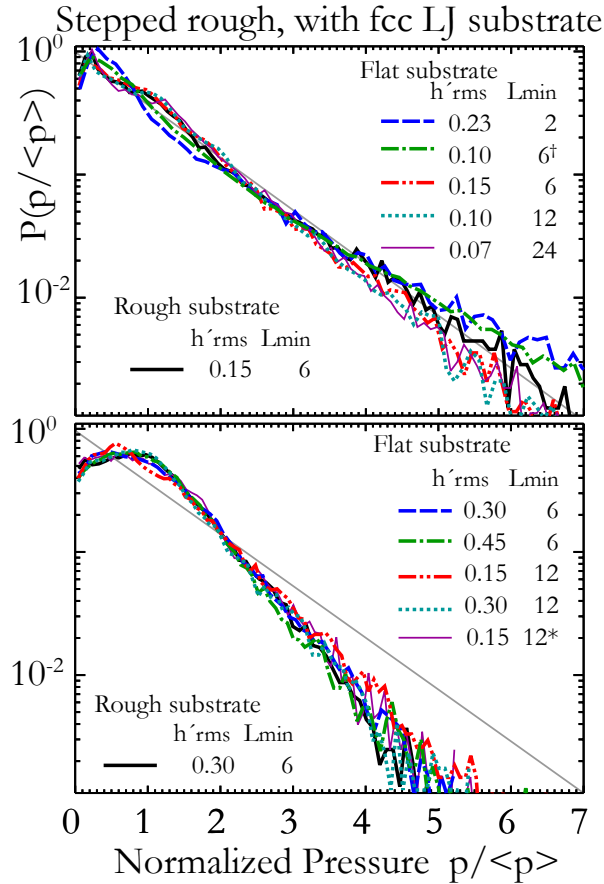 Stepped rough, with fcc LJ substrate
10^0
Flat substrate
h´rms Lmin
0.23 2
0.10 6†
0.15 6
0.10 12
0.07 24
P(p/<p>)
10^-2
Rough substrate
h´rms Lmin
0.15 6
10^0
Flat substrate
h´rms Lmin
0.30 6
0.45 6
0.15 12
0.30 12
0.15 12*
10^-2
Rough substrate
h´rms Lmin
0.30 6
0 1 2 3 4 5 6 7
Normalized Pressure p/<p>